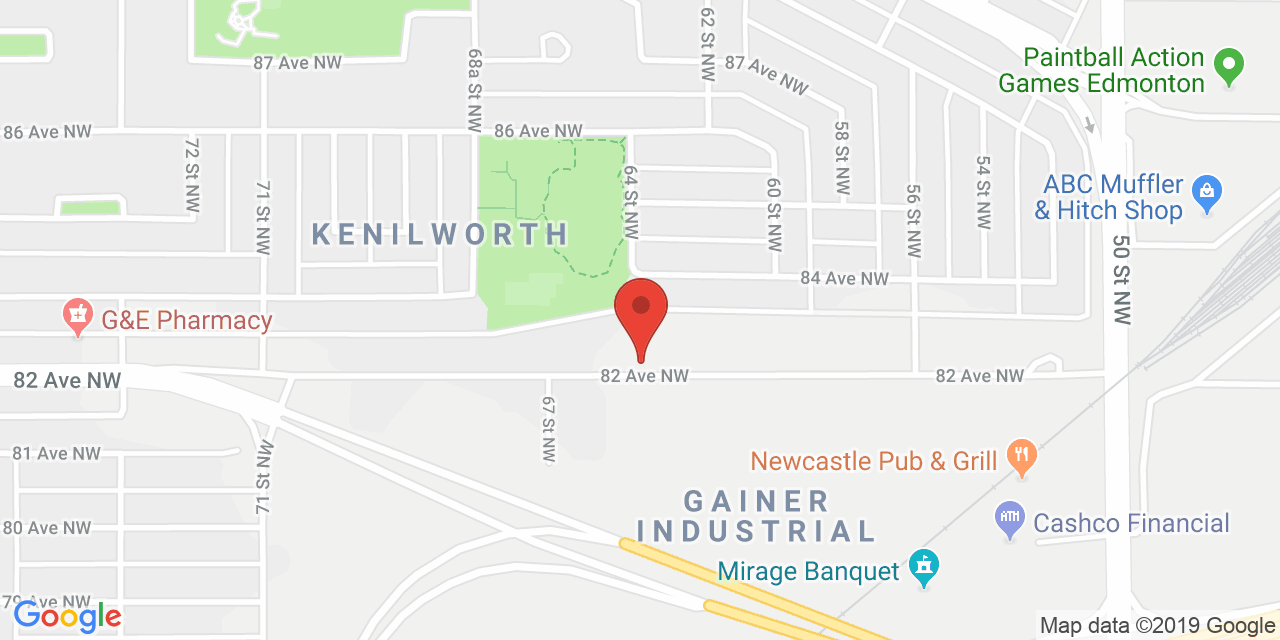 62 St NW
68a St NW
87 Ave NW
87 Ave NW
Paintball Action
Games Edmonton
86 Ave NW
86 Ave NW
72 St NW
58 St NW
54 St NW
71 St NW
64 St NW
60 St NW
56 St NW
ABC Muffler
& Hitch Shop
KENILWORTH
50 St NW
84 Ave NW
G&E Pharmacy
82 Ave NW
82 Ave NW
82 Ave NW
67 St NW
81 Ave NW
71 St NW
Newcastle Pub & Grill
GAINER
INDUSTRIAL
80 Ave NW
Cashco Financial
ATM
Mirage Banquet
79 Ave NW
Google
Map data ©2019 Google